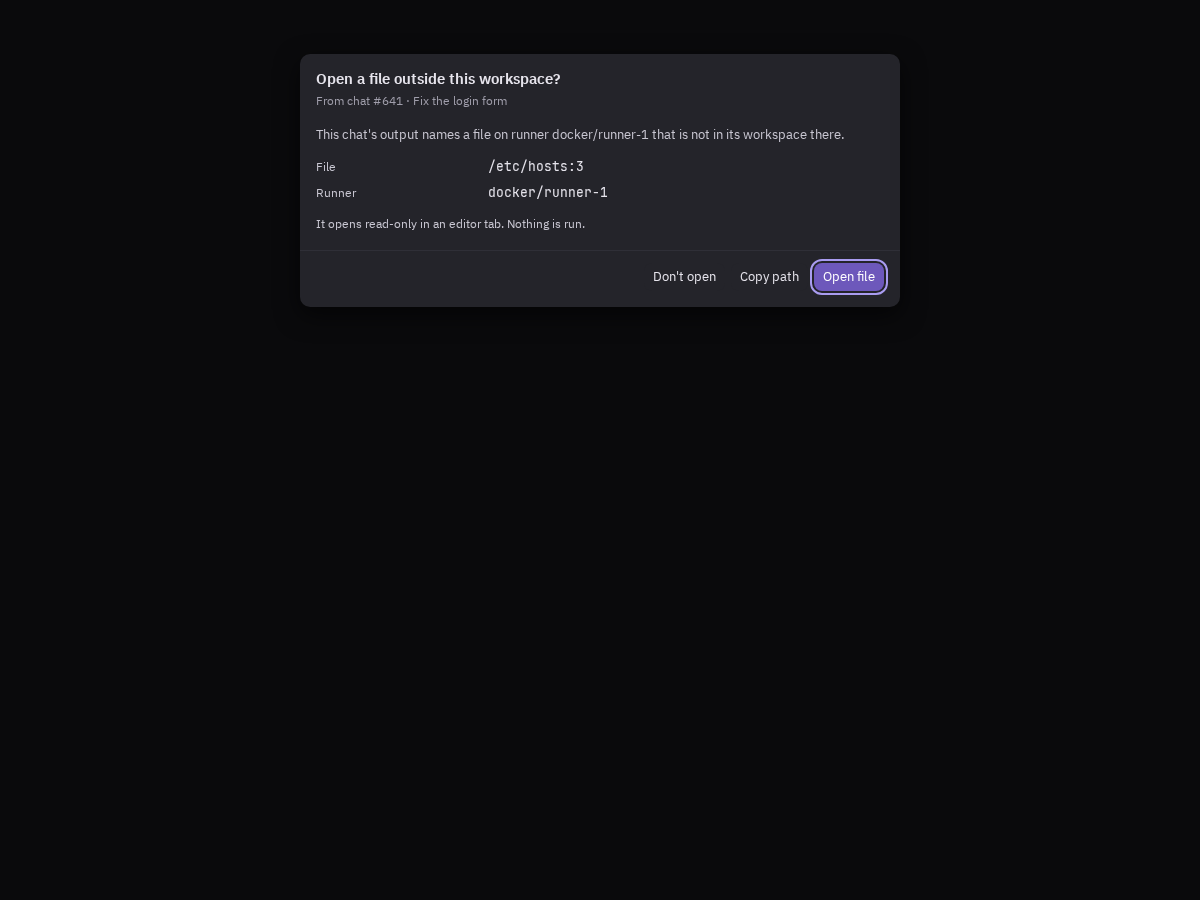 Open a file outside this workspace?
From chat #641 · Fix the login form
This chat's output names a file on runner docker/runner-1 that is not in its workspace there.
File /etc/hosts:3
Runner docker/runner-1
It opens read-only in an editor tab. Nothing is run.
Don't open Copy path Open file